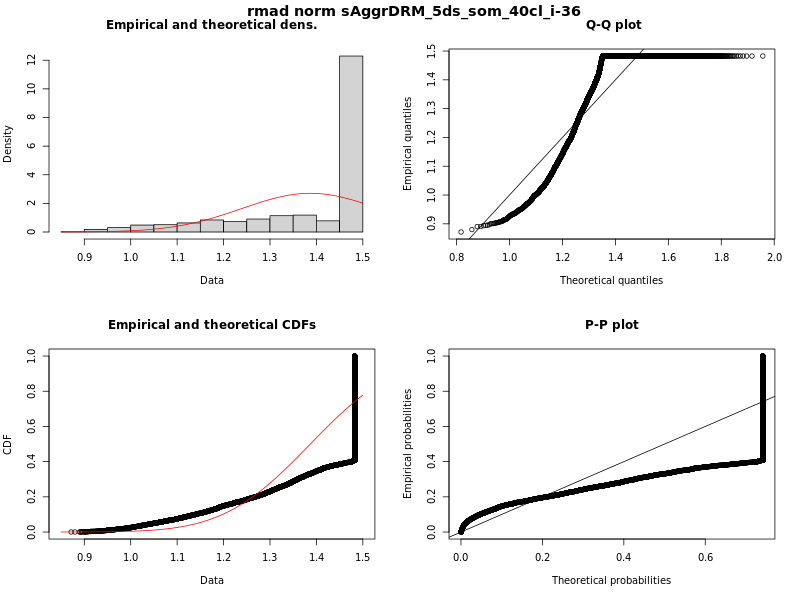 rmad norm sAggrDRM_5ds_som_40cl_i-36
Empirical and theoretical dens.
Density
0 2 4 6 8 10 12
0.9 1.0 1.1 1.2 1.3 1.4 1.5
Data
Q-Q plot
Empirical quantiles
0.9 1.0 1.1 1.2 1.3 1.4 1.5
0.8 1.0 1.2 1.4 1.6 1.8 2.0
Theoretical quantiles
Empirical and theoretical CDFs
CDF
0.0 0.2 0.4 0.6 0.8 1.0
0.9 1.0 1.1 1.2 1.3 1.4 1.5
Data
P-P plot
Empirical probabilities
0.0 0.2 0.4 0.6 0.8 1.0
0.0 0.2 0.4 0.6
Theoretical probabilities